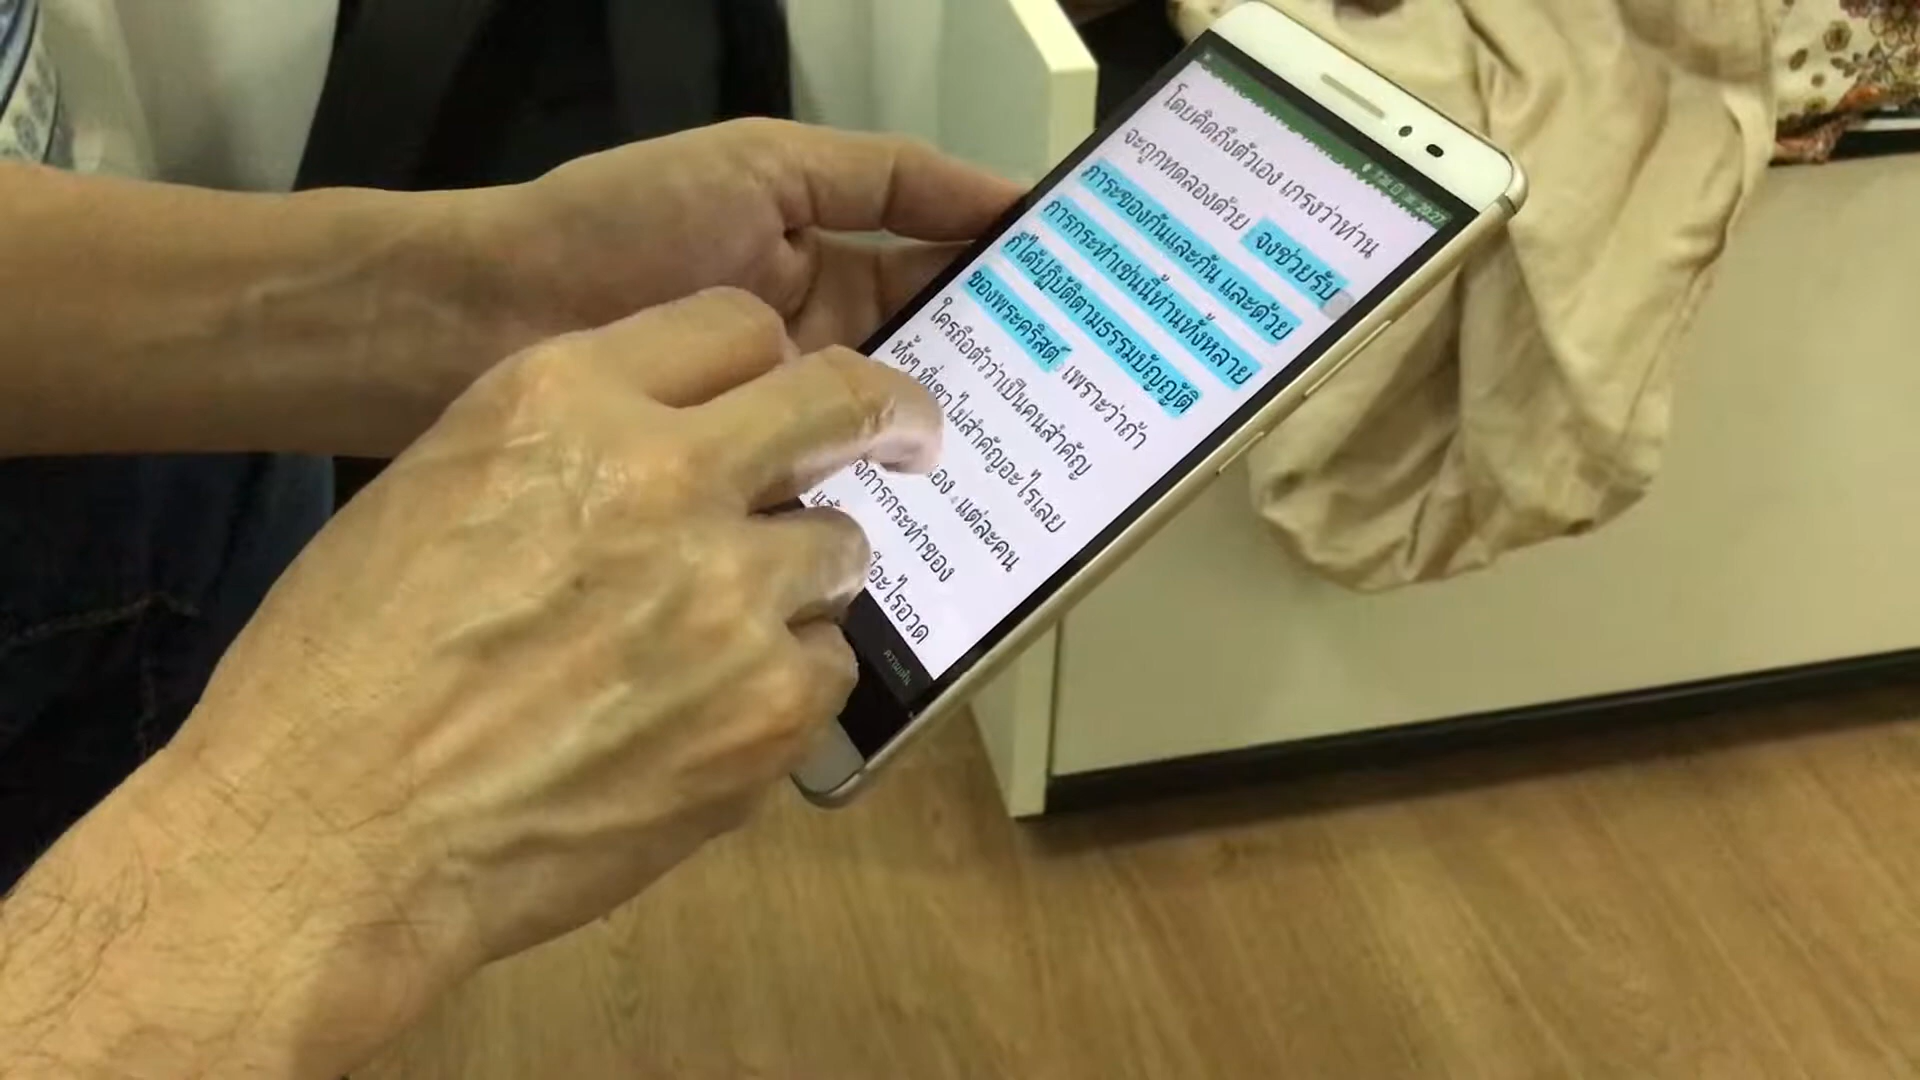 20:27
โดยคิดถึงตัวเอง เกรงว่าท่าน
จะถูกทดลองด้วย จงช่วยรับ
ภาระของกันและกัน และด้วย
การกระทำเช่นนี้ท่านทั้งหลาย
ก็ได้ปฏิบัติตามธรรมบัญญัติ
ของพระคริสต์ เพราะว่าถ้า
ใครถือตัวว่าเป็นคนสำคัญ
ทั้งๆ ที่เขาไม่สำคัญอะไรเลย
แต่ละคน
การกระทำของ
อะไรอวด